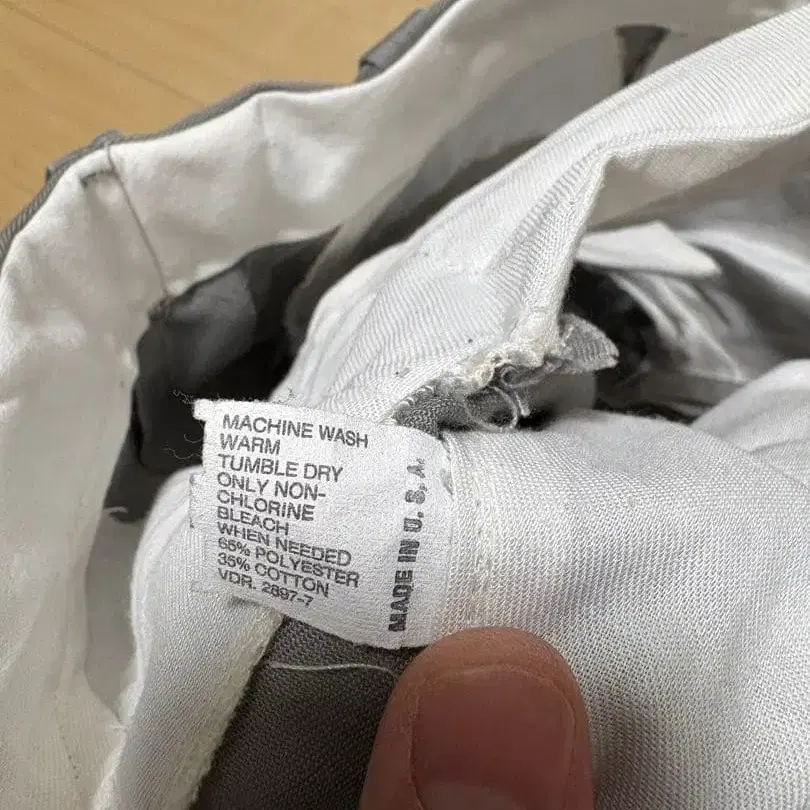 MACHINE WASH
WARM
TUMBLE DRY
ONLY NON-
CHLORINE
BLEACH
WHEN NEEDED
65% POLYESTER
35% COTTON
VDR. 2897-7
MADE IN U. S. A.